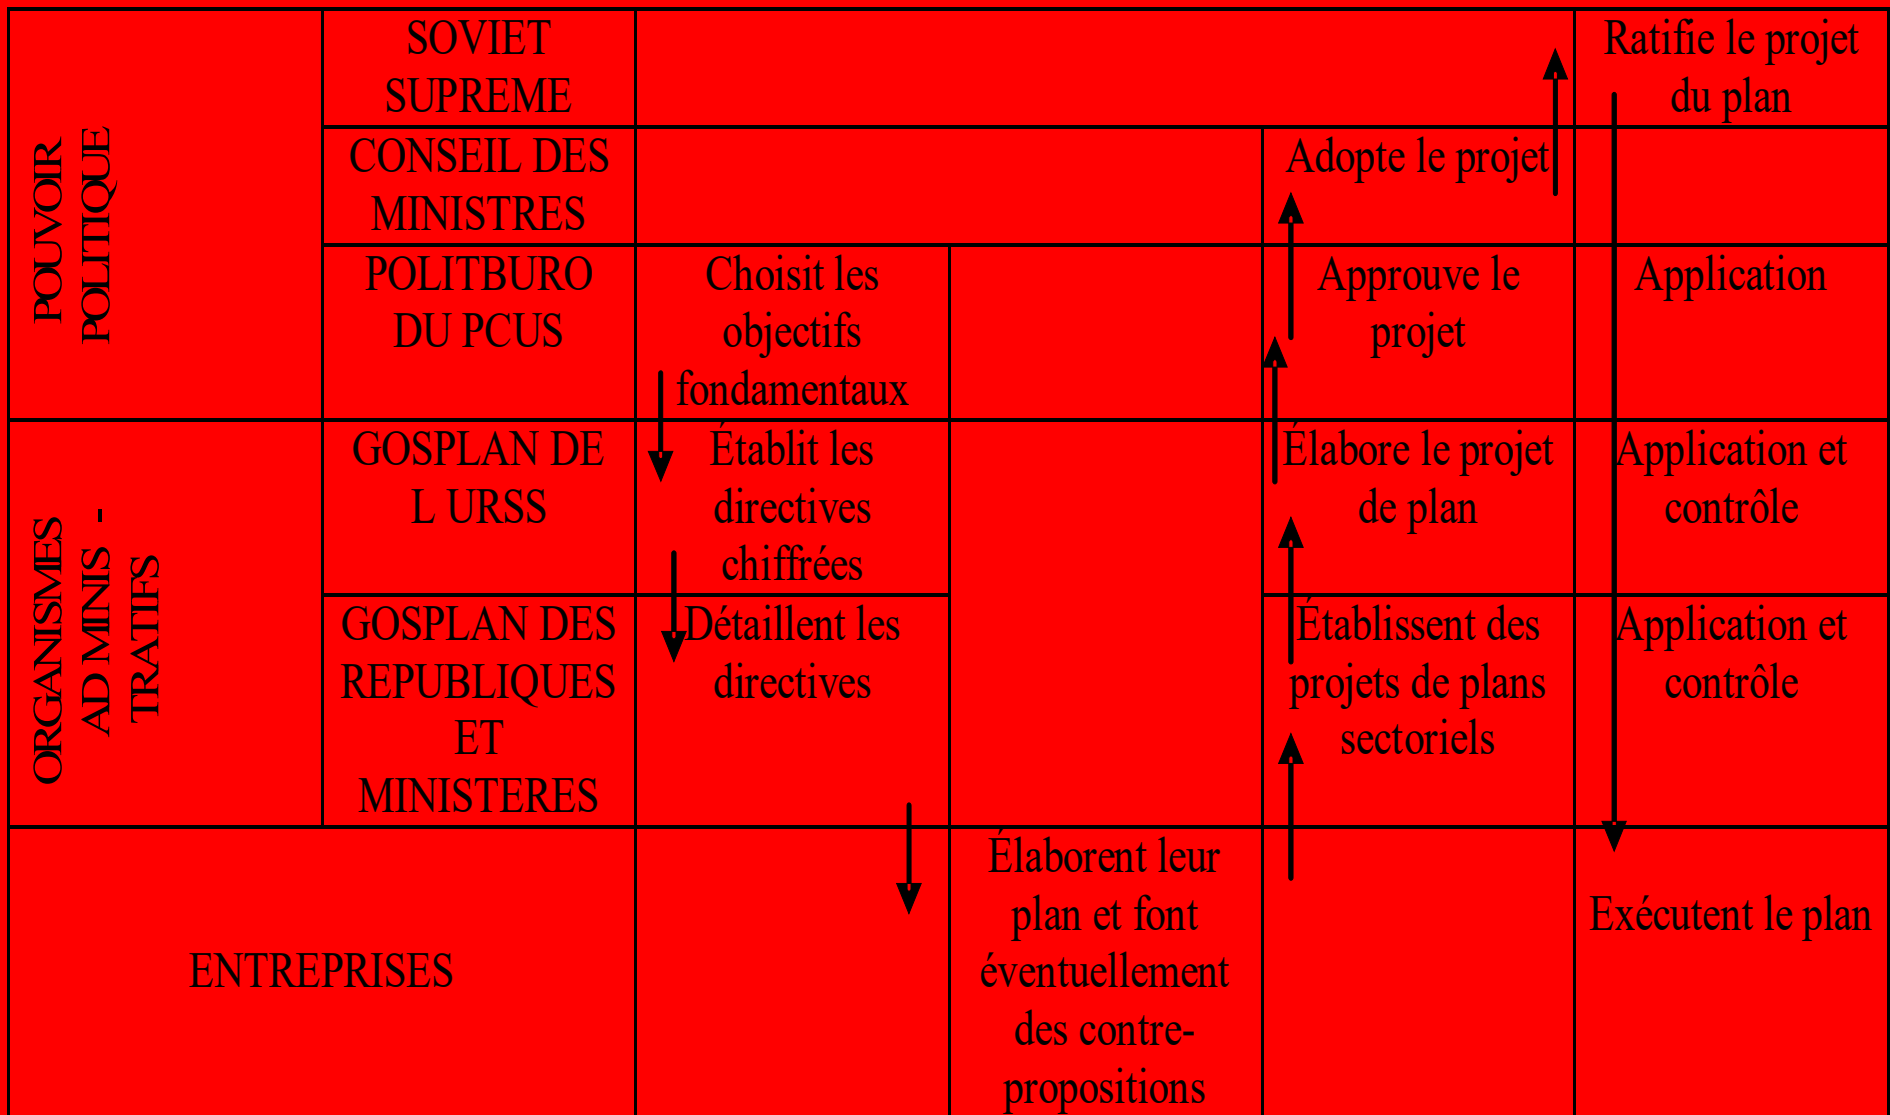 POUVOIR
POLITIQUE
SOVIET
SUPREME
Ratifie le projet
du plan
CONSEIL DES
MINISTRES
Adopte le projet
POLITBURO
DU PCUS
Choisit les
objectifs
fondamentaux
Approuve le
projet
Application
ORGANISMES
AD MINIS -
TRATIFS
GOSPLAN DE
L URSS
Établit les
directives
chiffrées
Élabore le projet
de plan
Application et
contrôle
GOSPLAN DES
REPUBLIQUES
ET
MINISTERES
Détaillent les
directives
Établissent des
projets de plans
sectoriels
Application et
contrôle
ENTREPRISES
Élaborent leur
plan et font
éventuellement
des contre-
propositions
Exécutent le plan